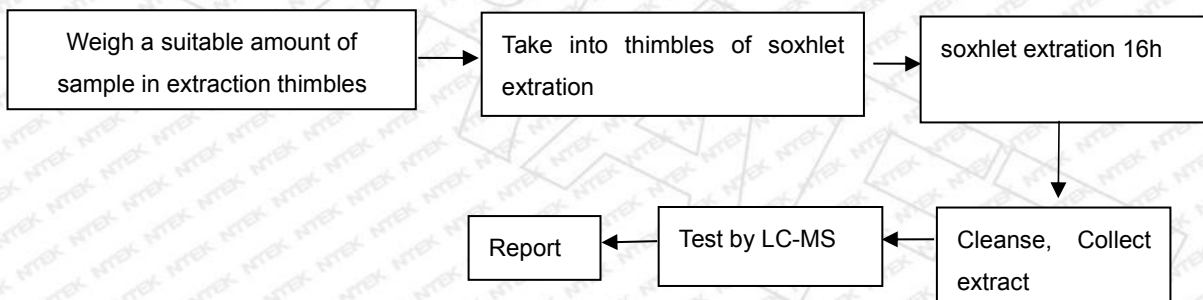 Weigh a suitable amount of
sample in extraction thimbles
Take into thimbles of soxhlet
extration
soxhlet extration 16h
Cleanse, Collect
extract
Test by LC-MS
Report